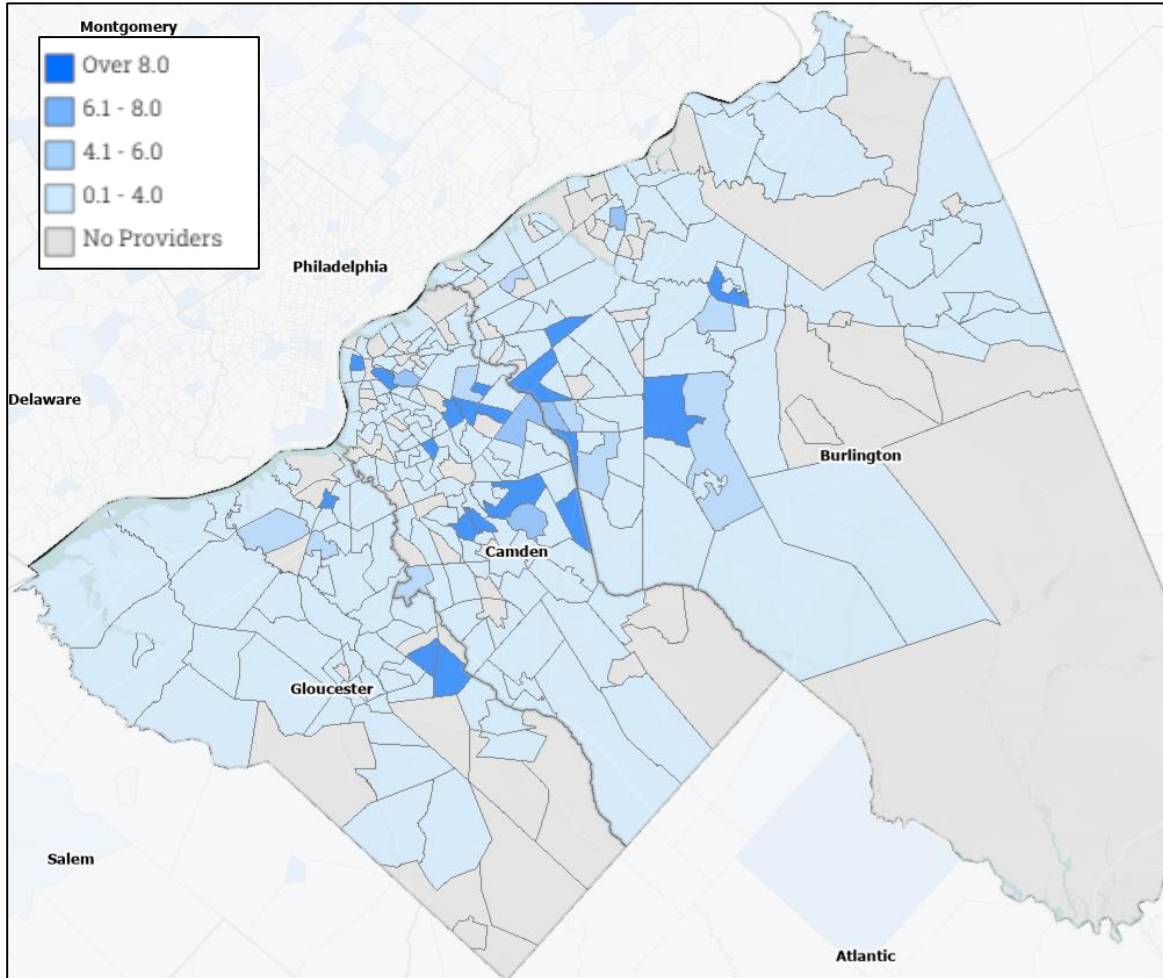 Montgomery
Over 8.0
6.1 - 8.0
4.1 - 6.0
0.1 - 4.0
No Providers
Philadelphia
Delaware
Burlington
Camden
Gloucester
Salem
Atlantic